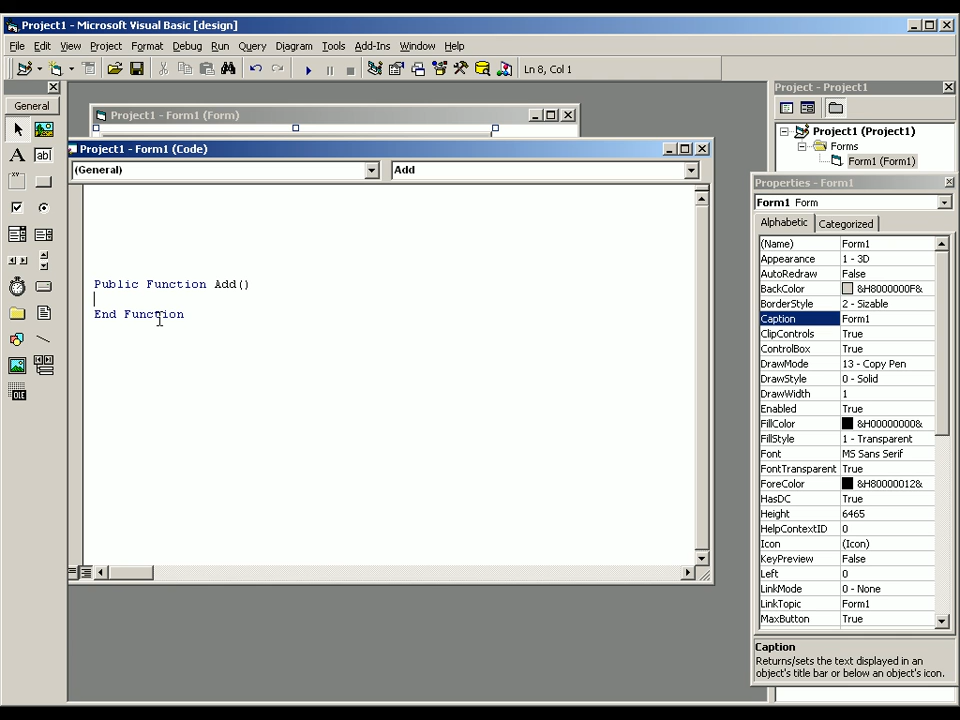 Project1 - Microsoft Visual Basic [design]
File Edit View Project Format Debug Run Query Diagram Tools Add-Ins Window Help
Ln 8, Col 1
General
A
ab|
xy
OLE
Project1 - Form1 (Form)
Project1 - Form1 (Code)
(General) Add
Public Function Add()
End Function
Project - Project1
Project1 (Project1)
Forms
Form1 (Form1)
Properties - Form1
Form1 Form
Alphabetic Categorized
(Name) Form1
Appearance 1 - 3D
AutoRedraw False
BackColor &H8000000F&
BorderStyle 2 - Sizable
Caption Form1
ClipControls True
ControlBox True
DrawMode 13 - Copy Pen
DrawStyle 0 - Solid
DrawWidth 1
Enabled True
FillColor &H00000000&
FillStyle 1 - Transparent
Font MS Sans Serif
FontTransparent True
ForeColor &H80000012&
HasDC True
Height 6465
HelpContextID 0
Icon (Icon)
KeyPreview False
Left 0
LinkMode 0 - None
LinkTopic Form1
MaxButton True
Caption
Returns/sets the text displayed in an
object's title bar or below an object's icon.